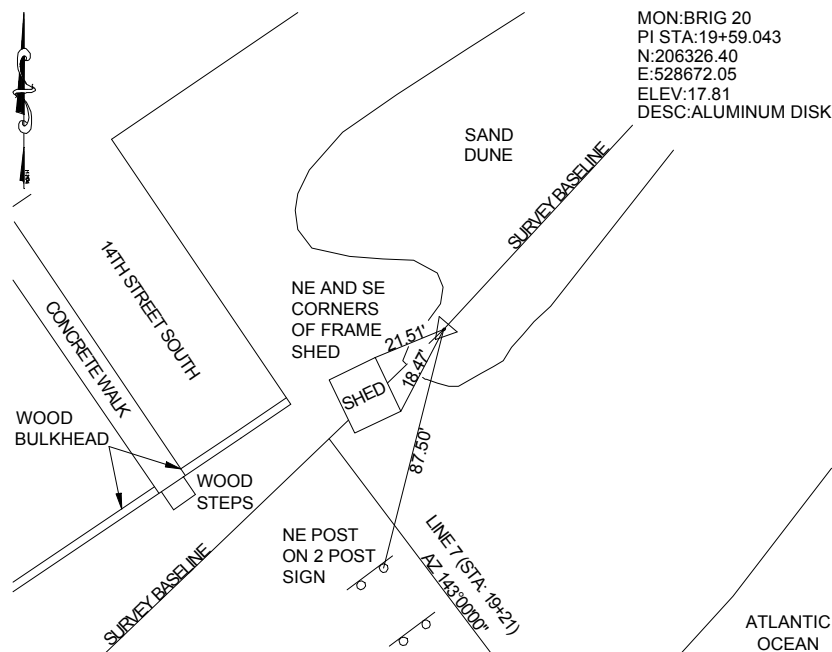 MON:BRIG 20
PI STA:19+59.043
N:206326.40
E:528672.05
ELEV:17.81
DESC:ALUMINUM DISK
SAND
DUNE
SURVEY BASELINE
14TH STREET SOUTH
NE AND SE
CORNERS
OF FRAME
SHED
21.51'
18.47'
CONCRETE WALK
SHED
WOOD
BULKHEAD
87.50'
WOOD
STEPS
NE POST
ON 2 POST
SIGN
LINE 7 (STA: 19+21)
AZ 143°00'00"
SURVEY BASELINE
ATLANTIC
OCEAN